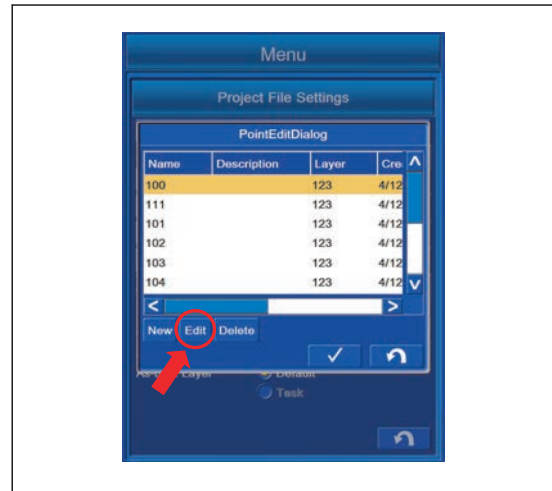 Menu
Project File Settings
PointEditDialog
Name Description Layer Cre
100 123 4/12
111 123 4/12
101 123 4/12
102 123 4/12
103 123 4/12
104 123 4/12
New Edit Delete
Layer Default
Task